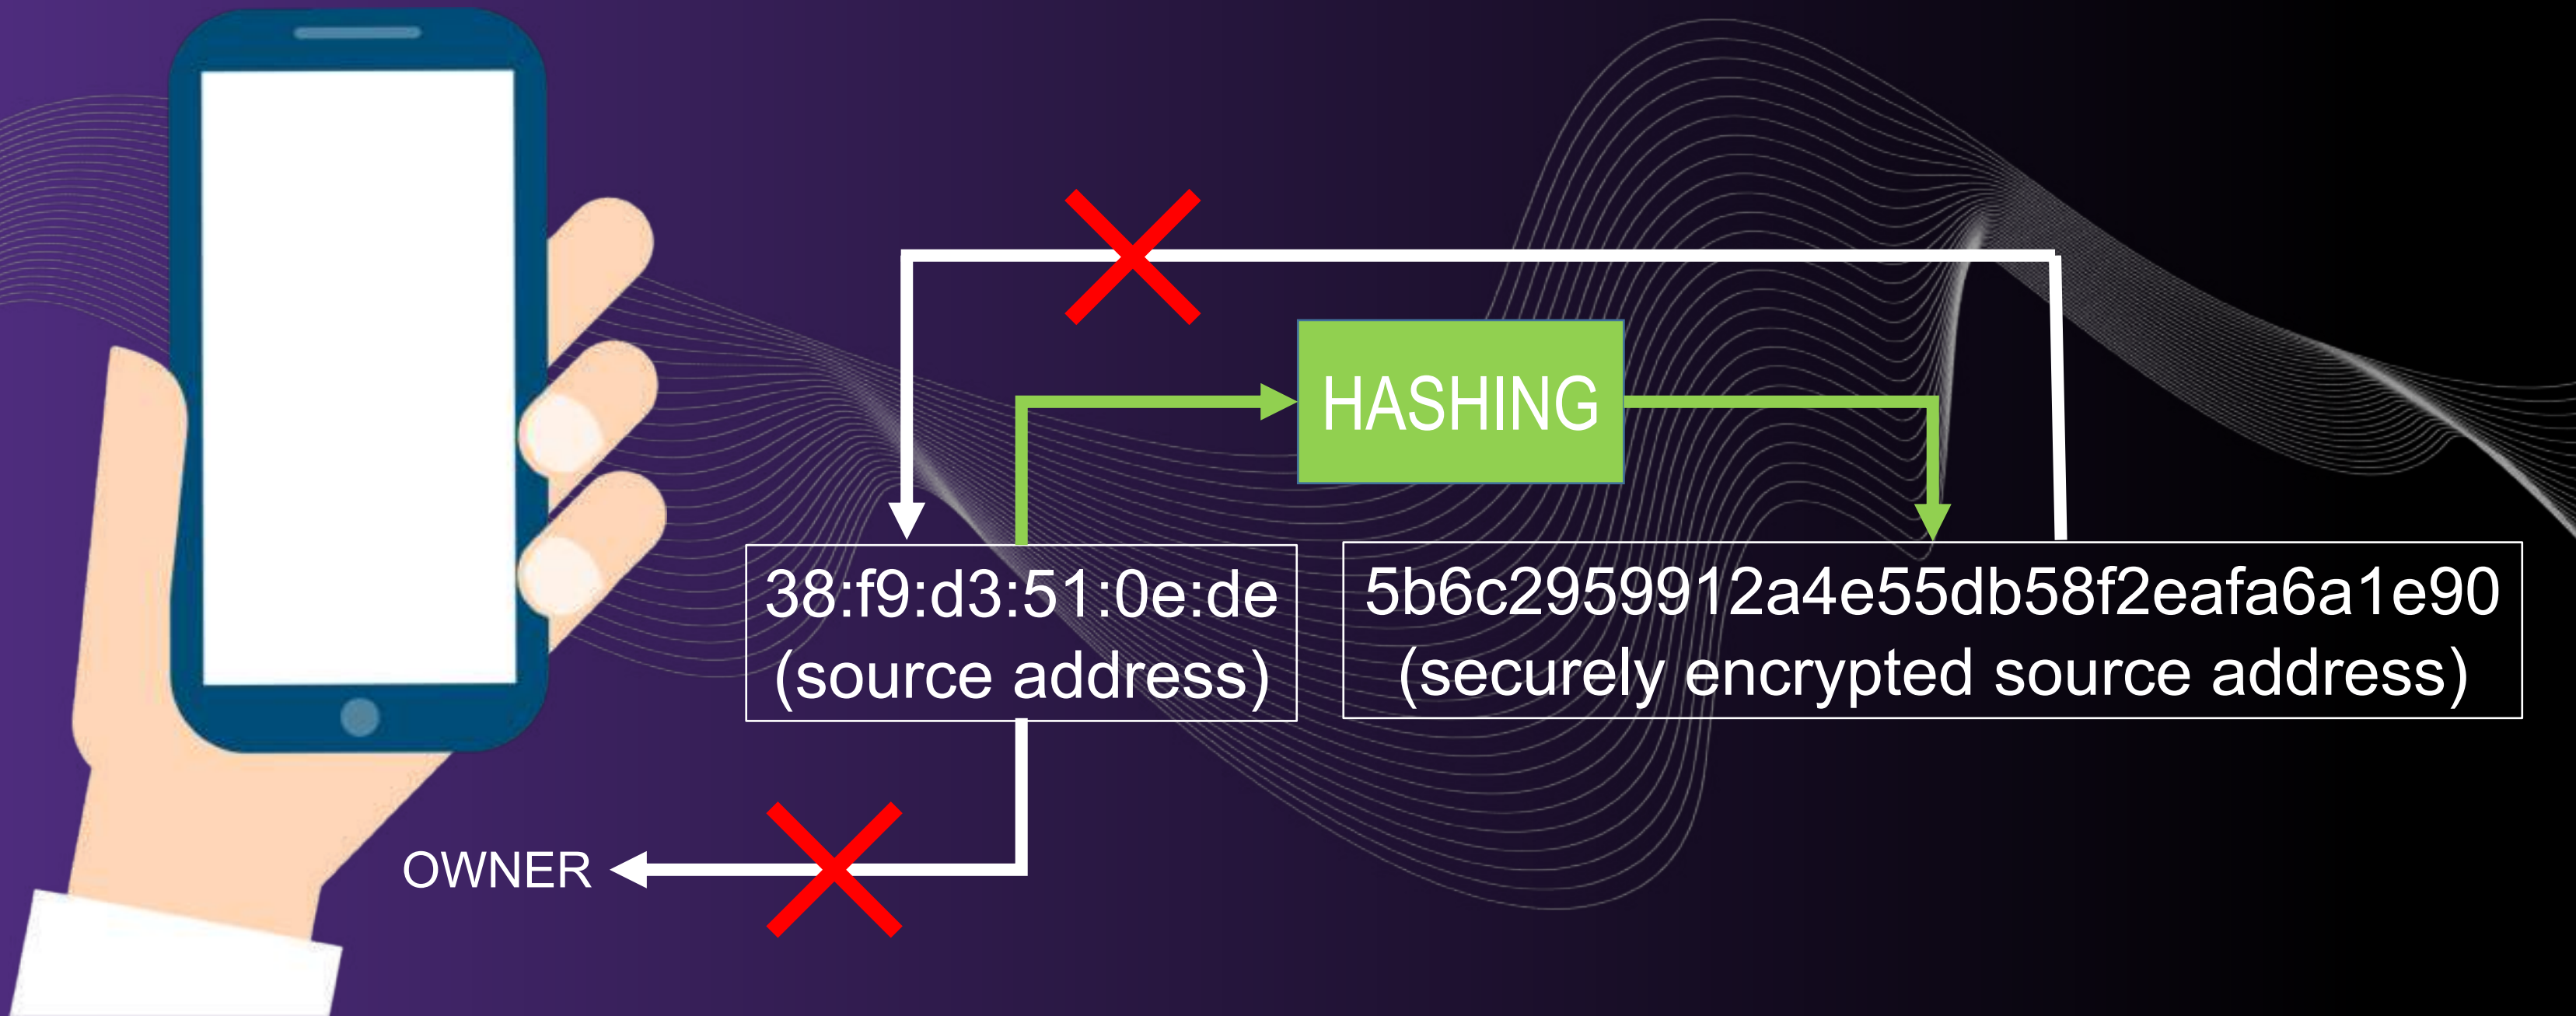 HASHING
38:f9:d3:51:0e:de
(source address)
5b6c2959912a4e55db58f2eafa6a1e90
(securely encrypted source address)
OWNER